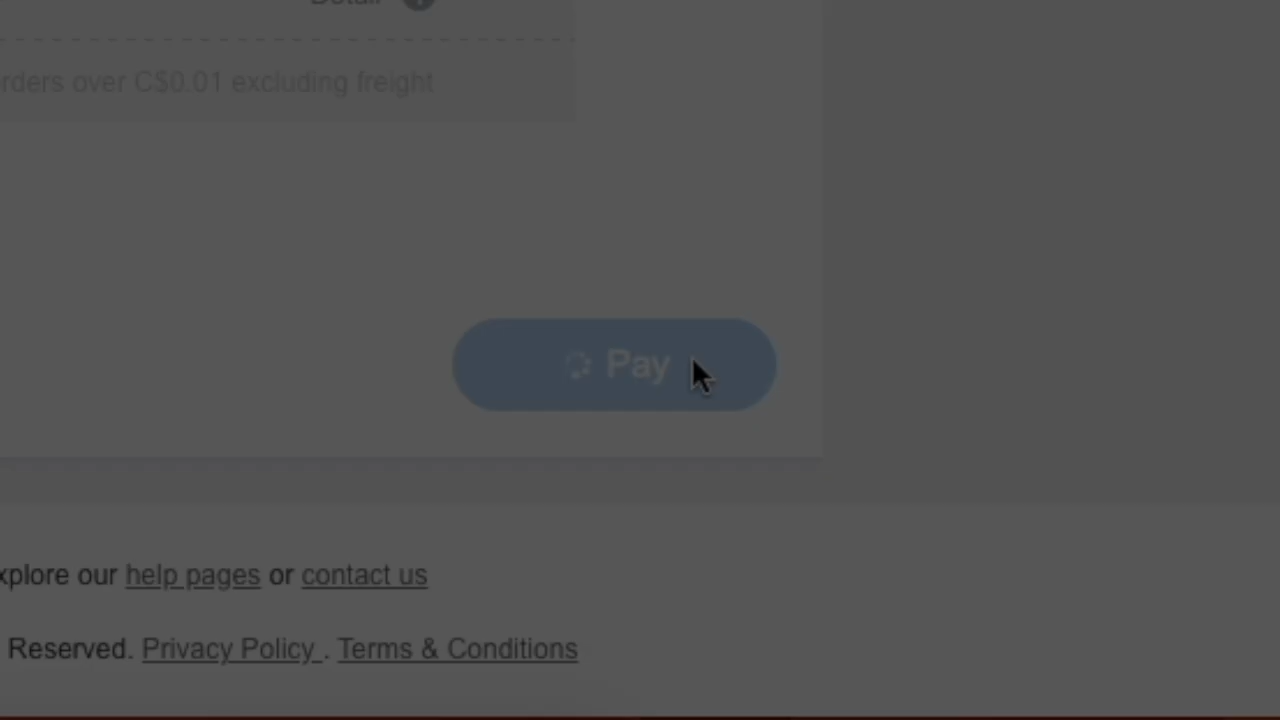 Detail
rders over C$0.01 excluding freight
Pay
xplore our help pages or contact us
Reserved. Privacy Policy . Terms & Conditions